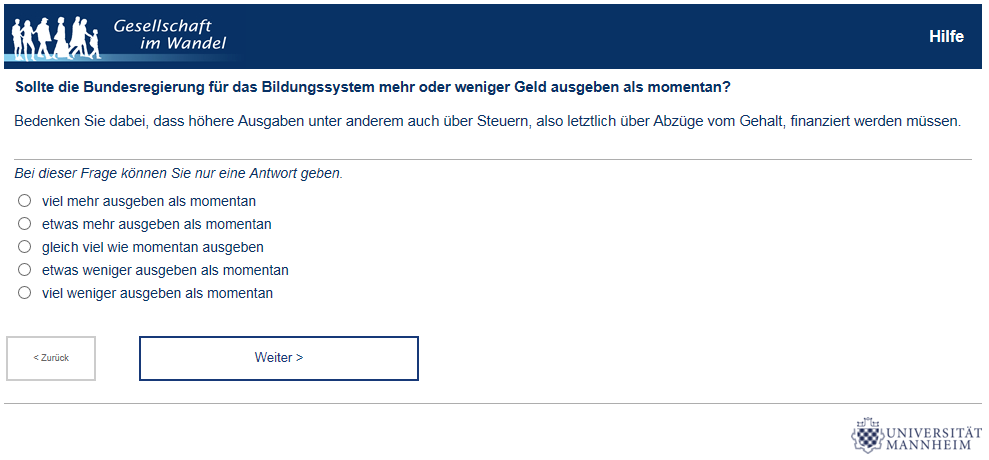 Gesellschaft
im Wandel
Hilfe
Sollte die Bundesregierung für das Bildungssystem mehr oder weniger Geld ausgeben als momentan?
Bedenken Sie dabei, dass höhere Ausgaben unter anderem auch über Steuern, also letztlich über Abzüge vom Gehalt, finanziert werden müssen.
Bei dieser Frage können Sie nur eine Antwort geben.
viel mehr ausgeben als momentan
etwas mehr ausgeben als momentan
gleich viel wie momentan ausgeben
etwas weniger ausgeben als momentan
viel weniger ausgeben als momentan
< Zurück
Weiter >
UNIVERSITÄT
MANNHEIM